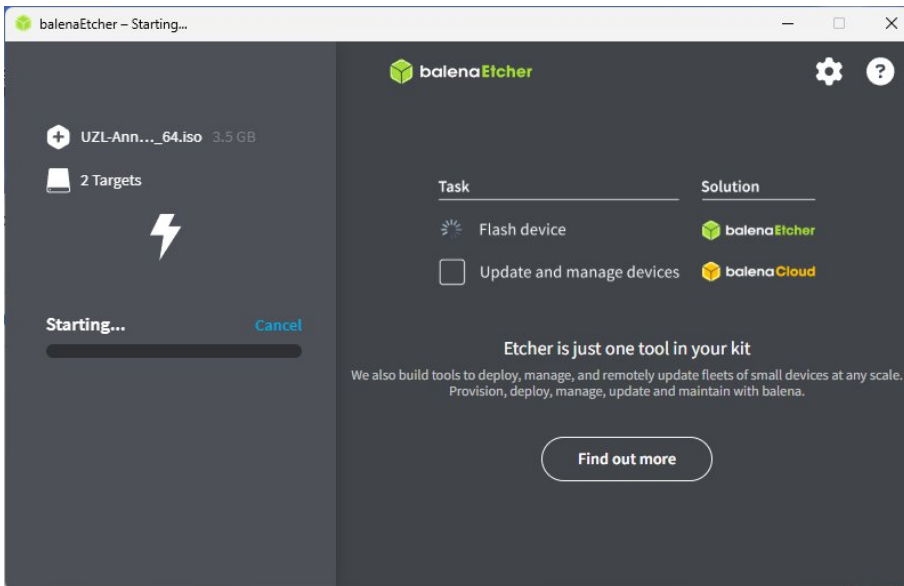 balenaEtcher – Starting...
balenaEtcher
?
UZL-Ann..._64.iso 3.5 GB
2 Targets
Starting... Cancel
Task Solution
Flash device balenaEtcher
Update and manage devices balenaCloud
Etcher is just one tool in your kit
We also build tools to deploy, manage, and remotely update fleets of small devices at any scale.
Provision, deploy, manage, update and maintain with balena.
Find out more